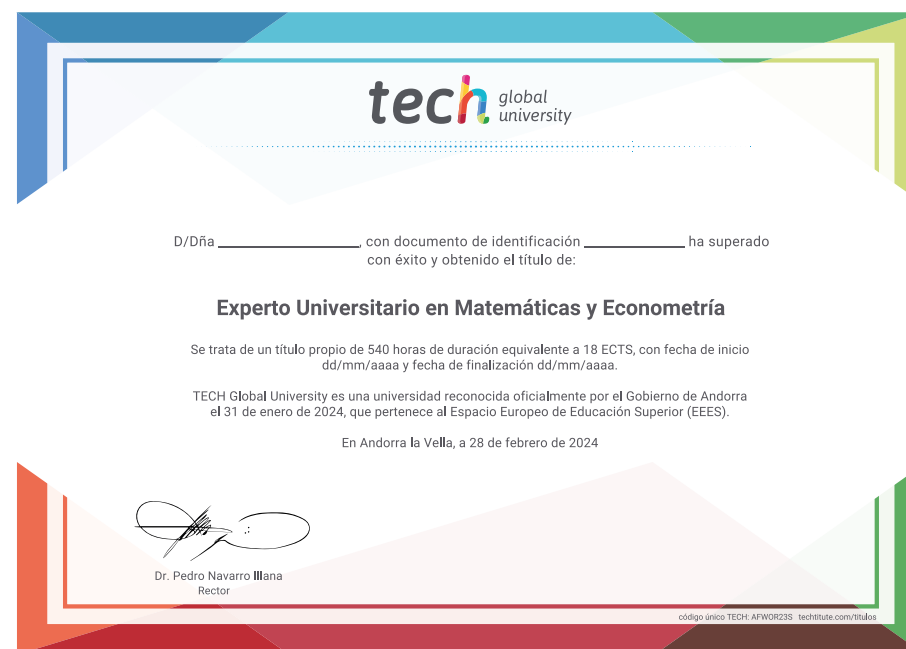 tech global university
D/Dña ____________________, con documento de identificación ______________ ha superado
con éxito y obtenido el título de:
Experto Universitario en Matemáticas y Econometría
Se trata de un título propio de 540 horas de duración equivalente a 18 ECTS, con fecha de inicio
dd/mm/aaaa y fecha de finalización dd/mm/aaaa.
TECH Global University es una universidad reconocida oficialmente por el Gobierno de Andorra
el 31 de enero de 2024, que pertenece al Espacio Europeo de Educación Superior (EEES).
En Andorra la Vella, a 28 de febrero de 2024
Dr. Pedro Navarro Illana
Rector
código único TECH: AFWOR23S techtitute.com/titulos